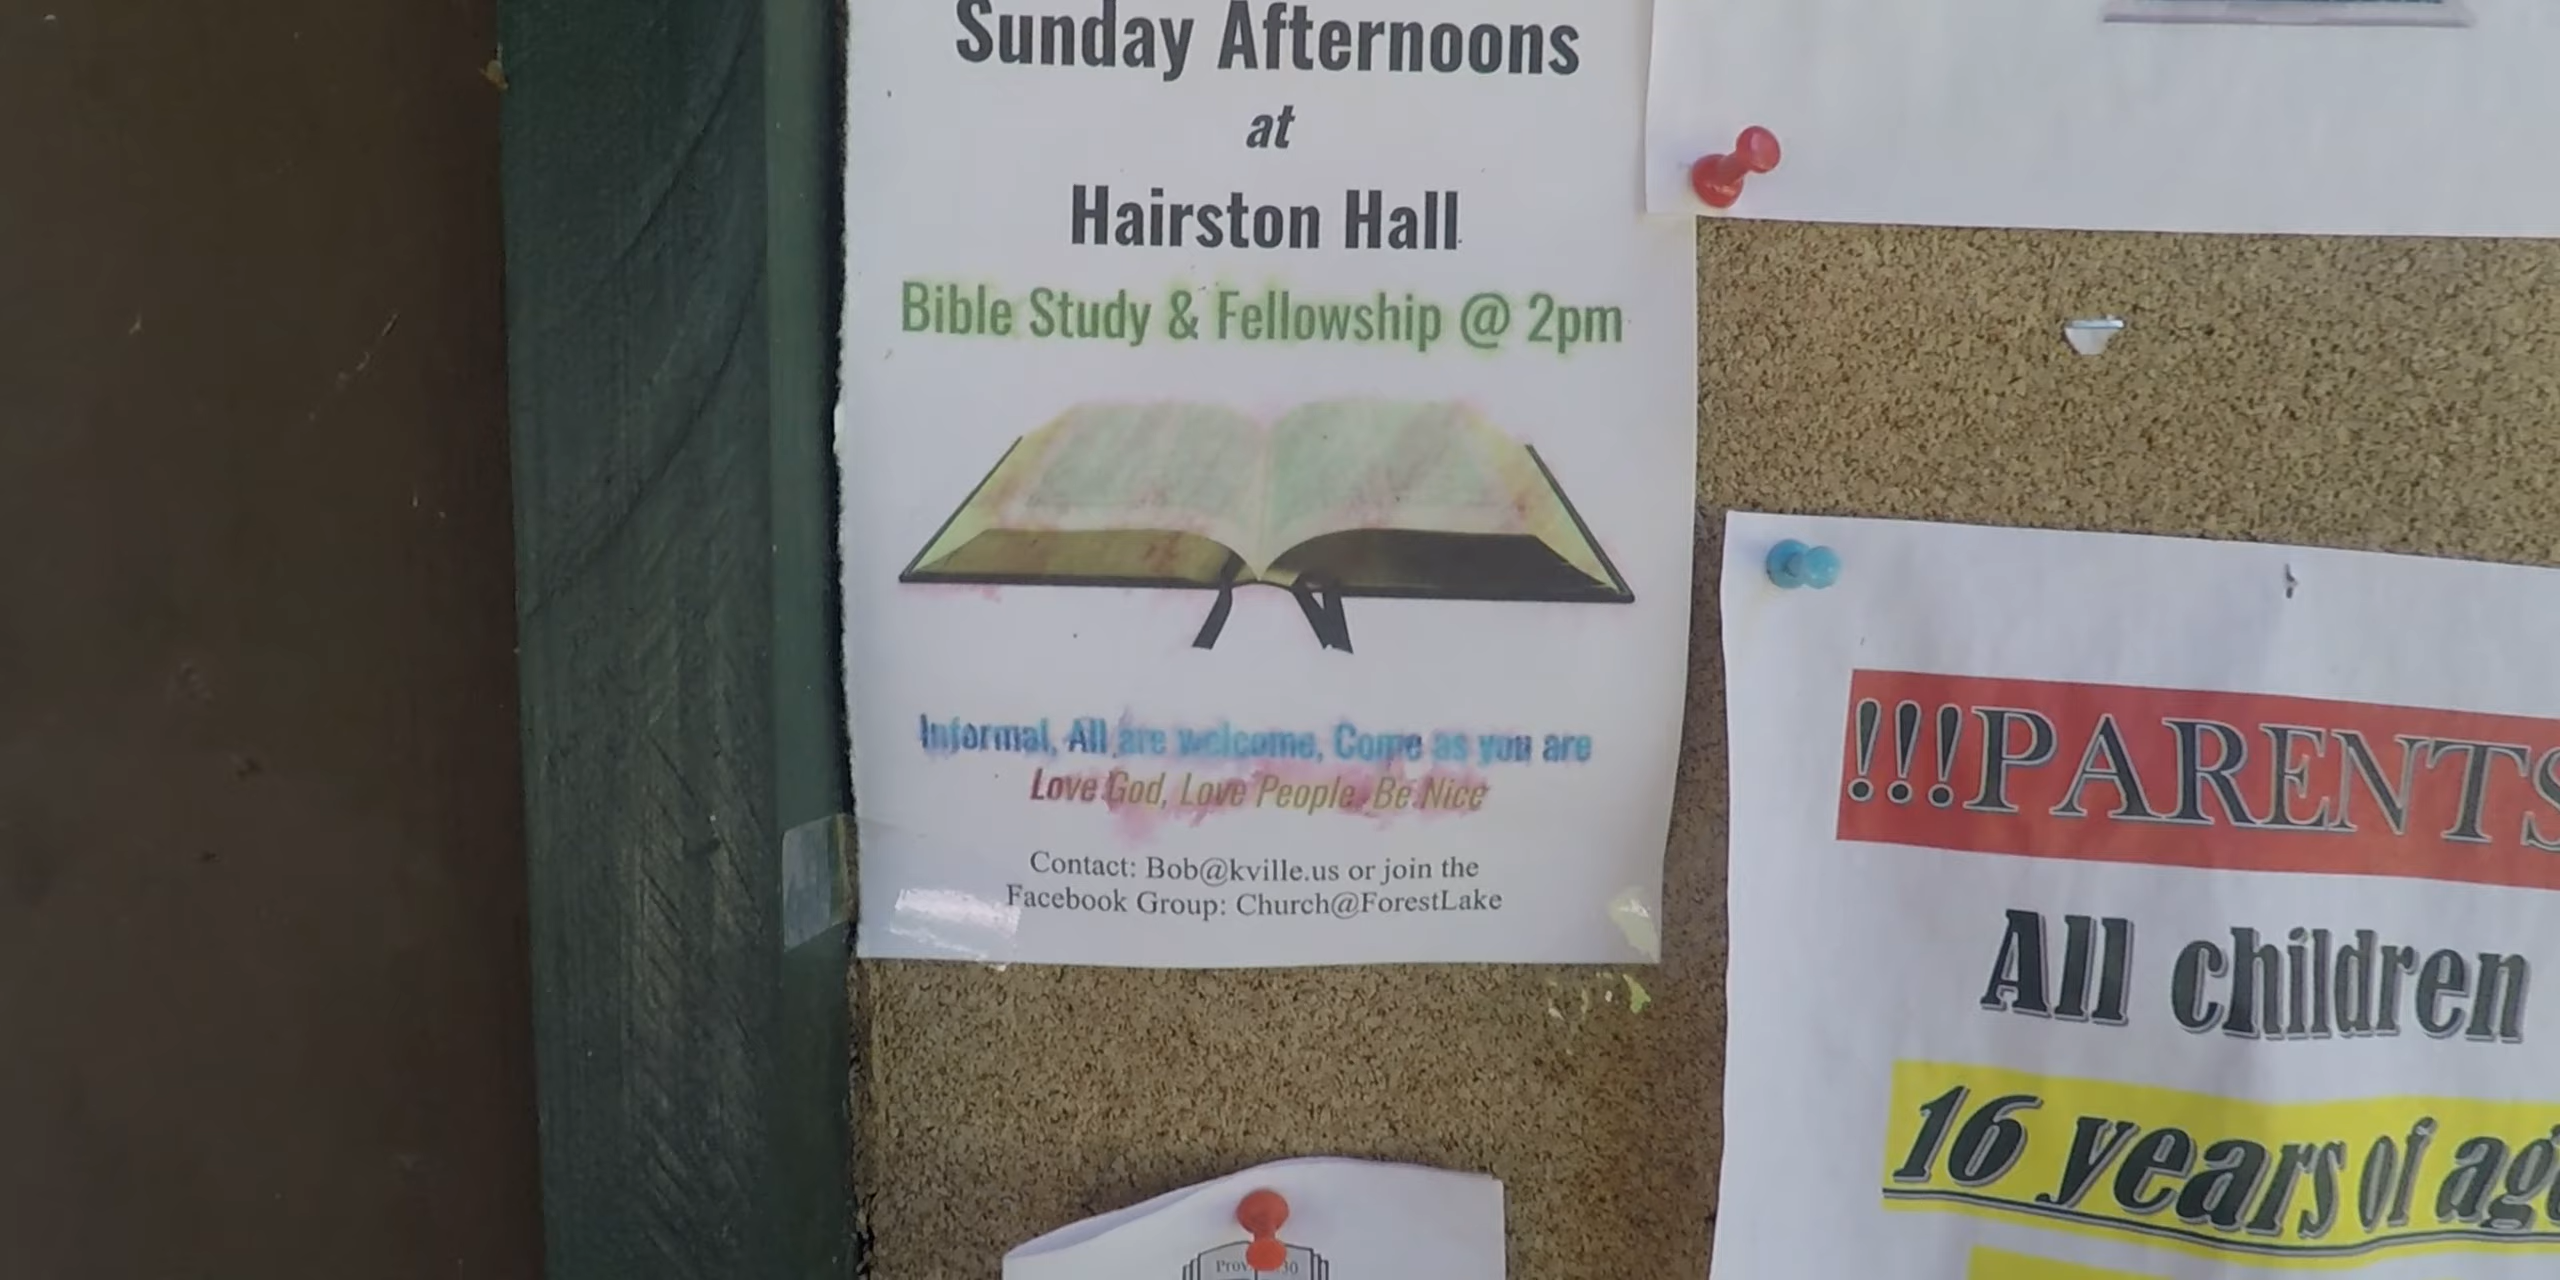 Sunday Afternoons
at
Hairston Hall
Bible Study & Fellowship @ 2pm
Informal, All are welcome, Come as you are
Love God, Love People, Be Nice
Contact: Bob@kville.us or join the
Facebook Group: Church@ForestLake
!!!PARENTS
All children
16 years of age